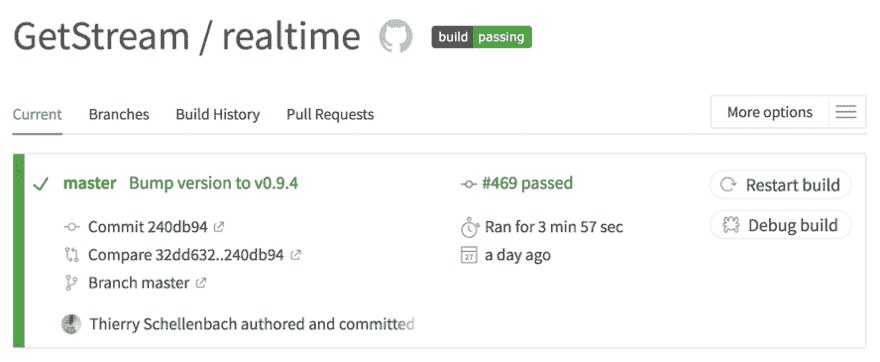 GetStream / realtime build passing
Current Branches Build History Pull Requests More options
master Bump version to v0.9.4 #469 passed Restart build
Commit 240db94 Ran for 3 min 57 sec Debug build
Compare 32dd632..240db94 27 a day ago
Branch master
Thierry Schellenbach authored and committed